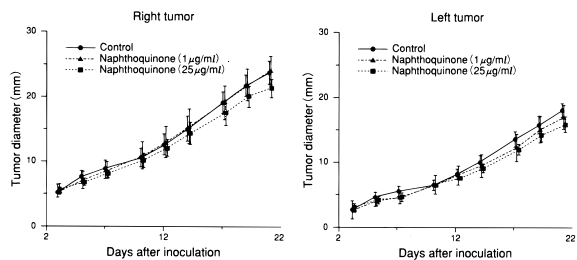 Right tumor
30
20
10
0
Tumor diameter (mm)
Control
Naphthoquinone (1μg/ml)
Naphthoquinone (25μg/ml)
2
12
22
Days after inoculation
Left tumor
30
20
10
0
Tumor diameter (mm)
Control
Naphthoquinone (1μg/ml)
Naphthoquinone (25μg/ml)
2
12
22
Days after inoculation